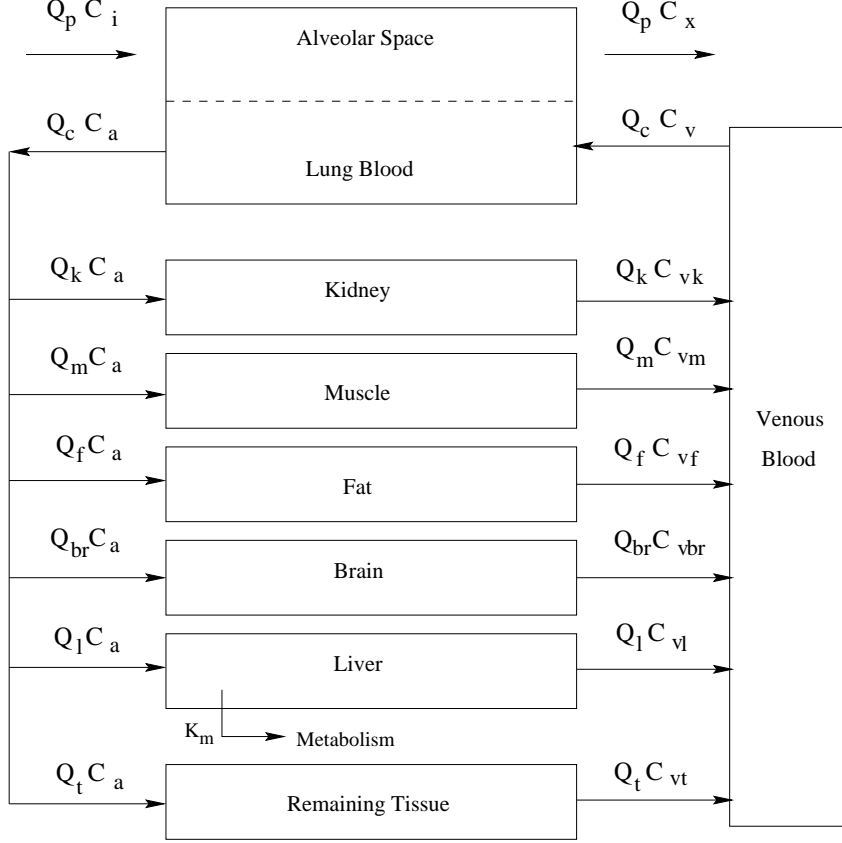 Q_p C_i
Alveolar Space
Q_p C_x
Q_c C_a
Q_c C_v
Lung Blood
Q_k C_a
Kidney
Q_k C_vk
Q_m C_a
Muscle
Q_m C_vm
Venous
Blood
Q_f C_a
Fat
Q_f C_vf
Q_br C_a
Brain
Q_br C_vbr
Q_l C_a
Liver
Q_l C_vl
K_m
Metabolism
Q_t C_a
Remaining Tissue
Q_t C_vt